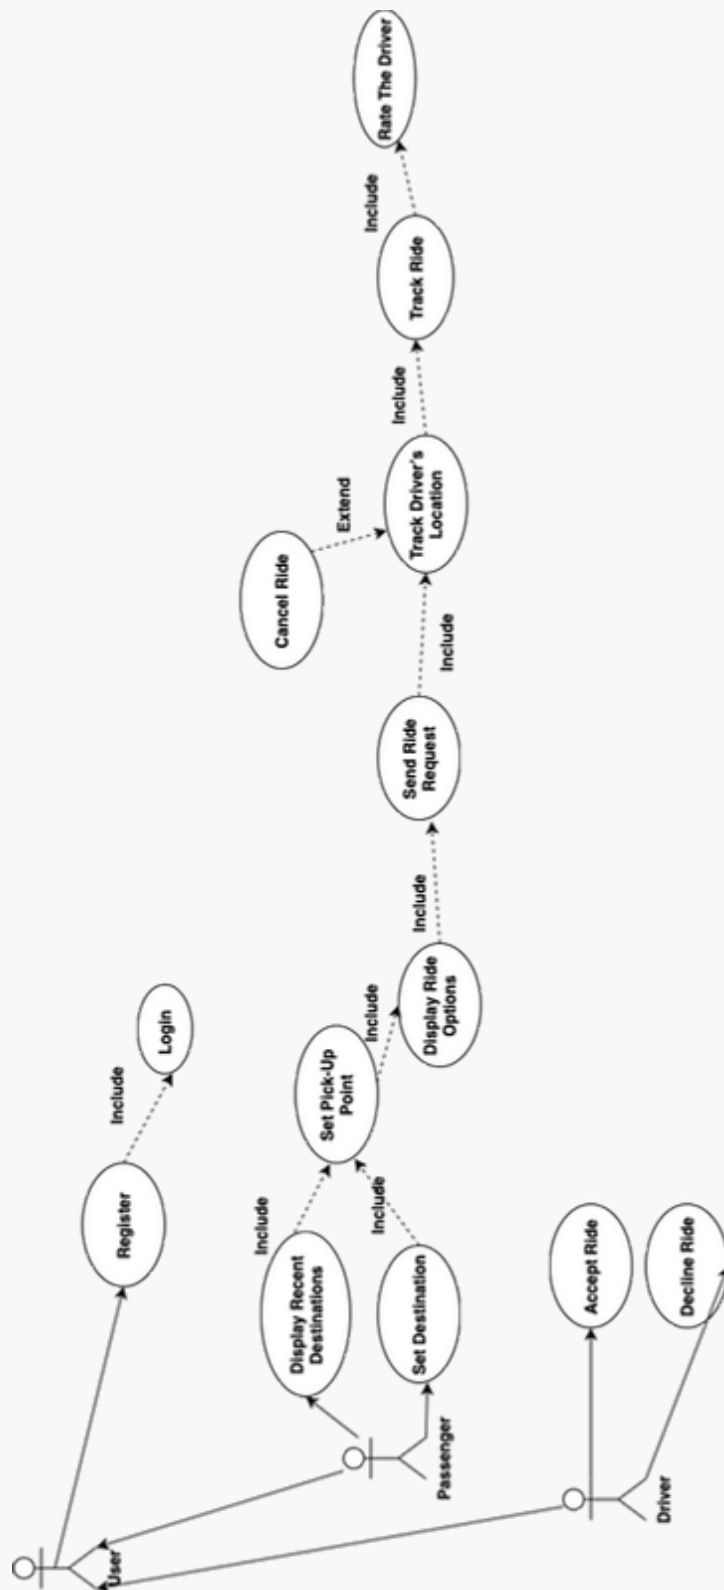 User
Register
Include
Login
Passenger
Display Recent
Destinations
Include
Set Destination
Include
Set Pick-Up
Point
Include
Display Ride
Options
Include
Send Ride
Request
Include
Track Driver's
Location
Cancel Ride
Extend
Include
Track Ride
Include
Rate The Driver
Driver
Accept Ride
Decline Ride